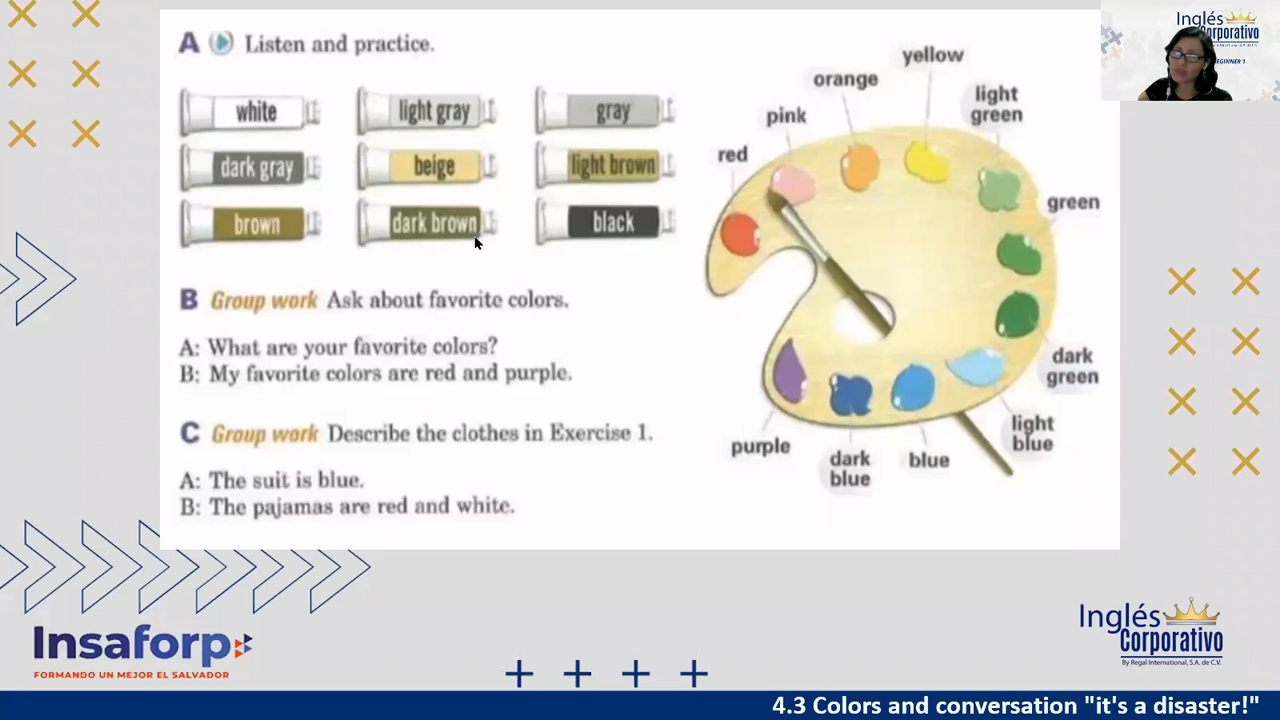 A Listen and practice.
white
light gray
gray
dark gray
beige
light brown
brown
dark brown
black
B Group work Ask about favorite colors.
A: What are your favorite colors?
B: My favorite colors are red and purple.
C Group work Describe the clothes in Exercise 1.
A: The suit is blue.
B: The pajamas are red and white.
red
pink
orange
yellow
light
green
green
dark
green
light
blue
blue
dark
blue
purple
Inglés
Corporativo
Insaforp
FORMANDO UN MEJOR EL SALVADOR
Inglés
Corporativo
By Regal International, S.A. de C.V.
4.3 Colors and conversation "it's a disaster!"